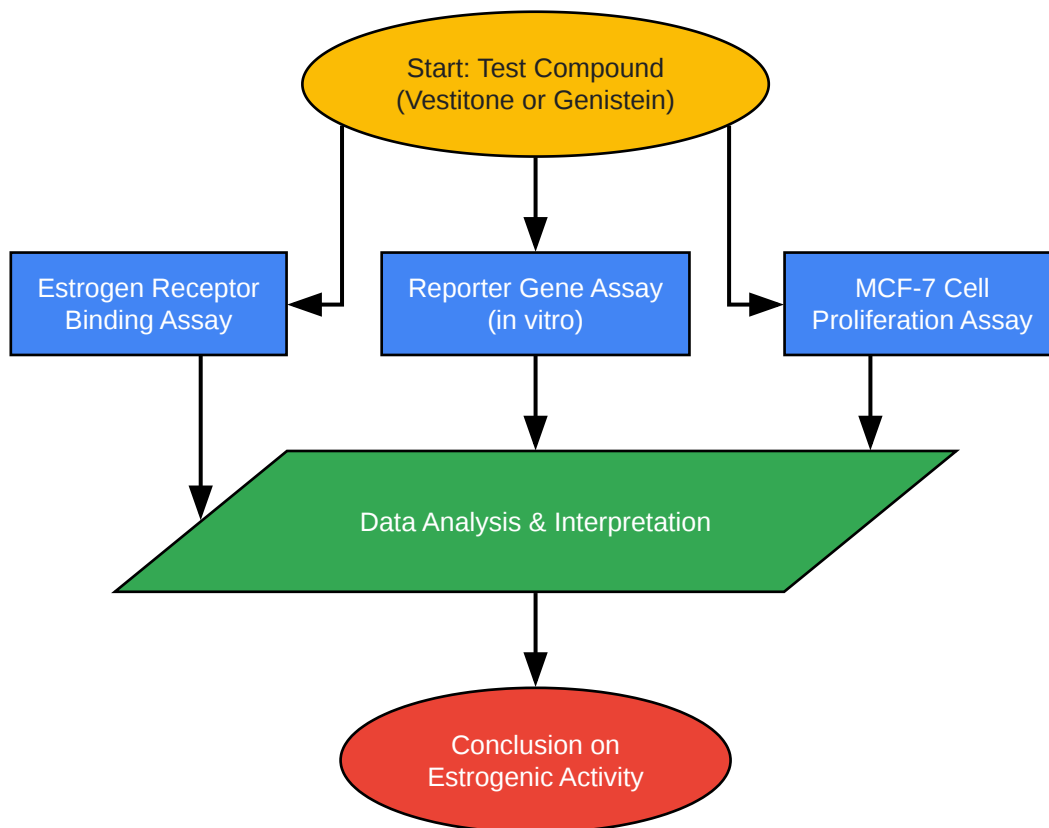 Start: Test Compound
(Vestitone or Genistein)
Estrogen Receptor
Binding Assay
Reporter Gene Assay
(in vitro)
MCF-7 Cell
Proliferation Assay
Data Analysis & Interpretation
Conclusion on
Estrogenic Activity